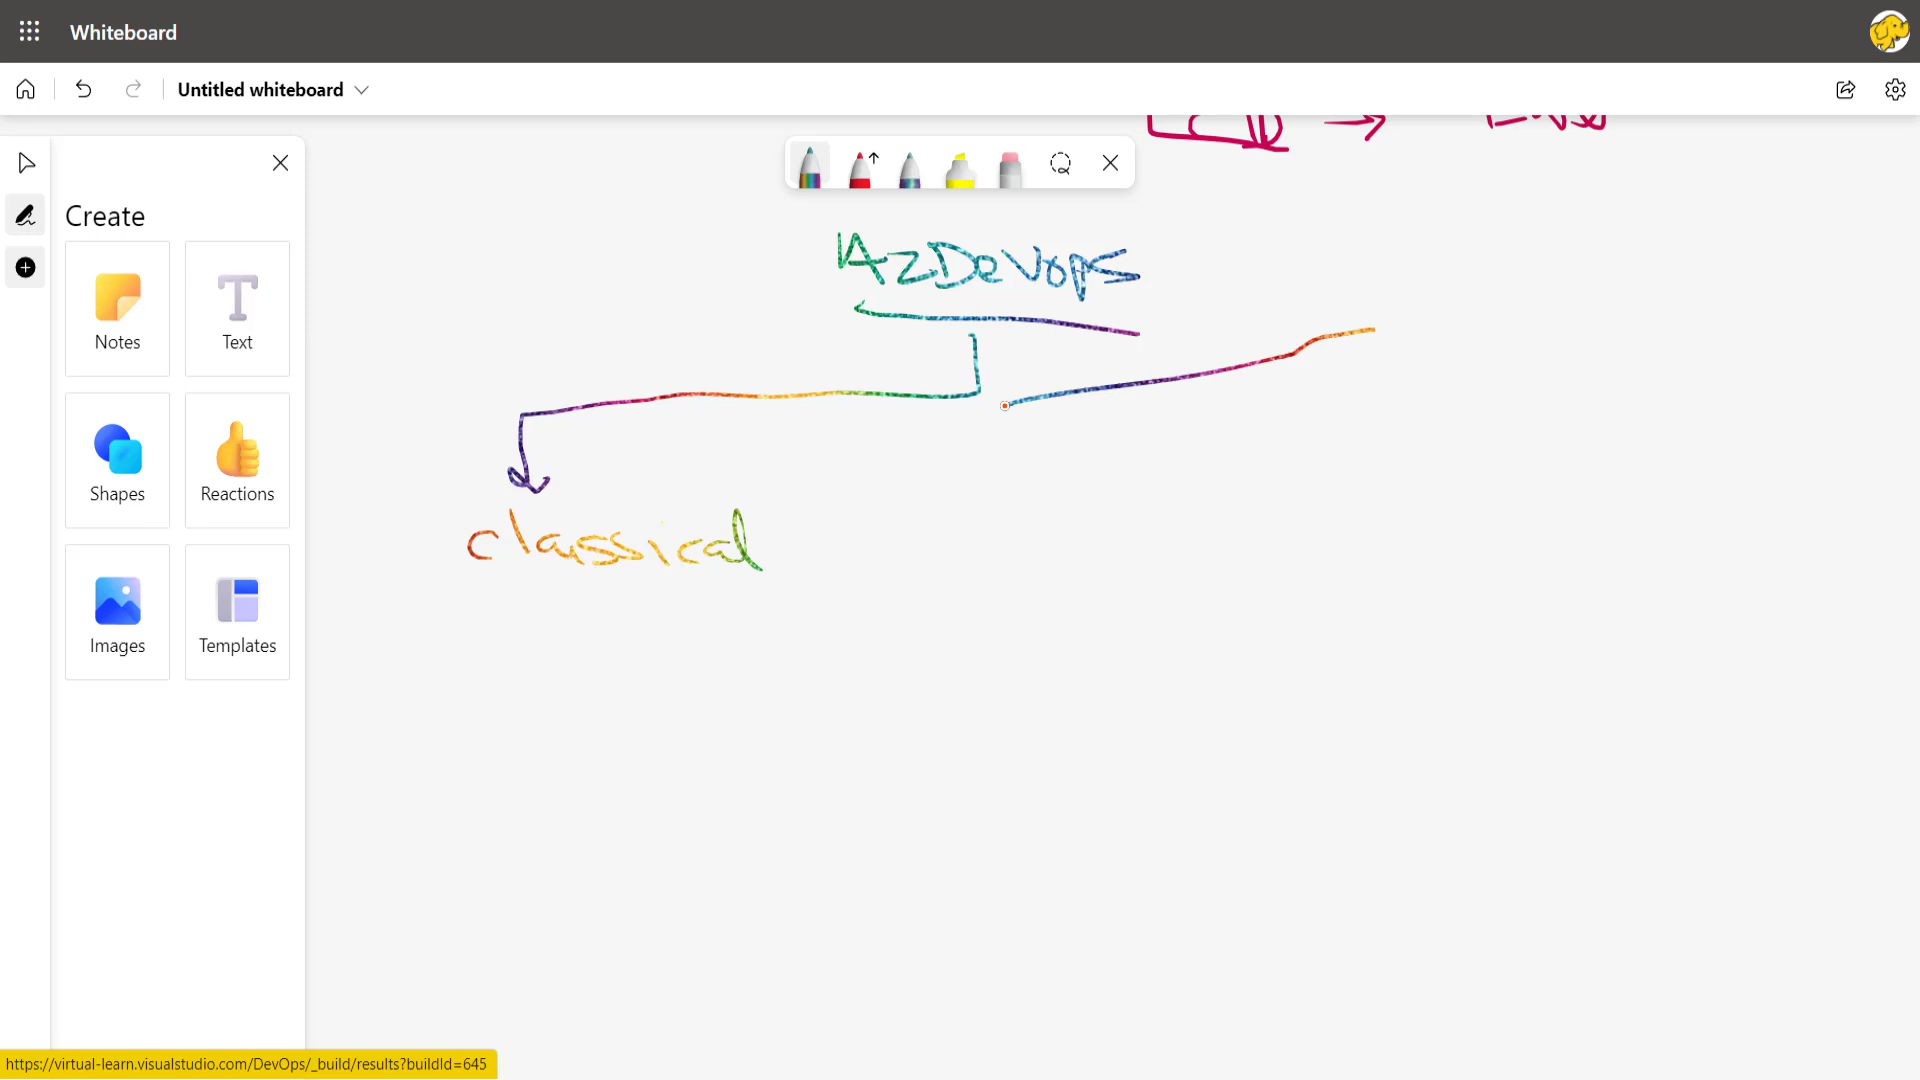 Whiteboard
Untitled whiteboard
Create
Notes
Text
Shapes
Reactions
Images
Templates
AzDevops
classical
https://virtual-learn.visualstudio.com/DevOps/_build/results?buildId=645